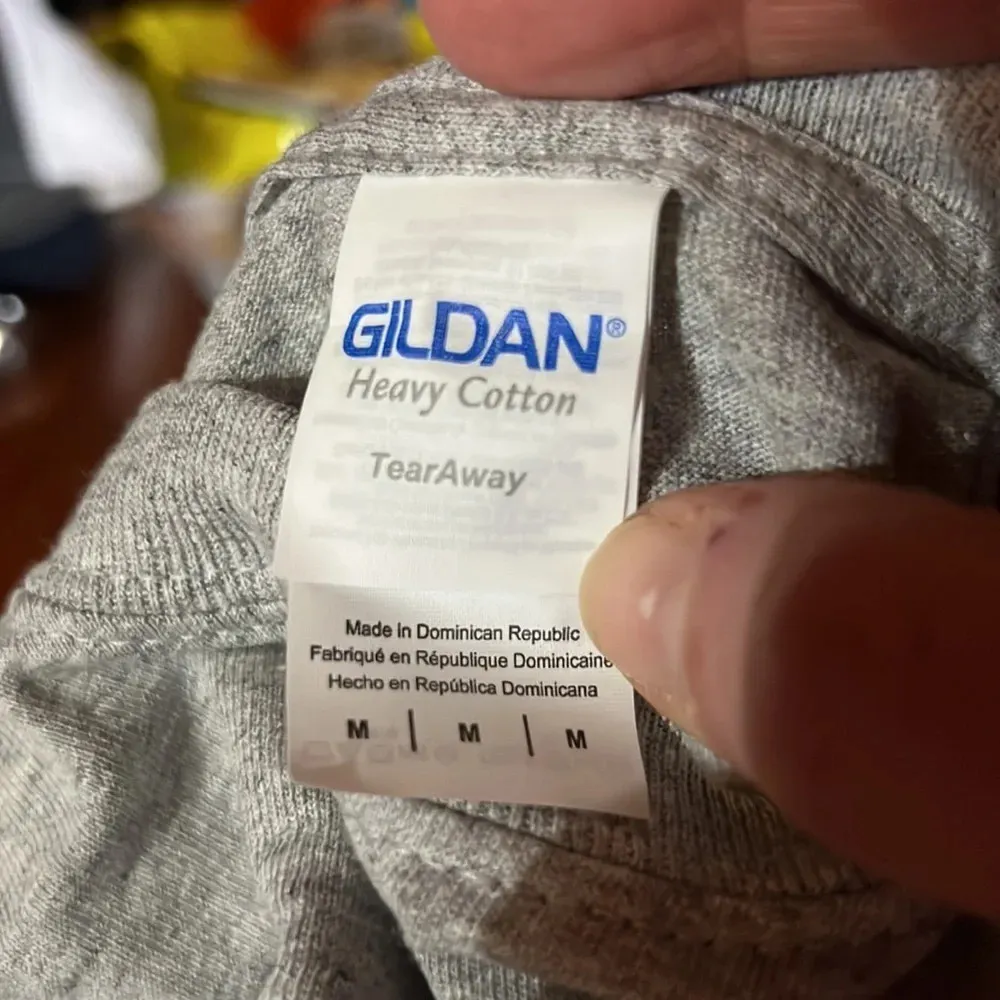 GILDAN®
Heavy Cotton
TearAway
Made in Dominican Republic
Fabriqué en République Dominicaine
Hecho en República Dominicana
M | M | M